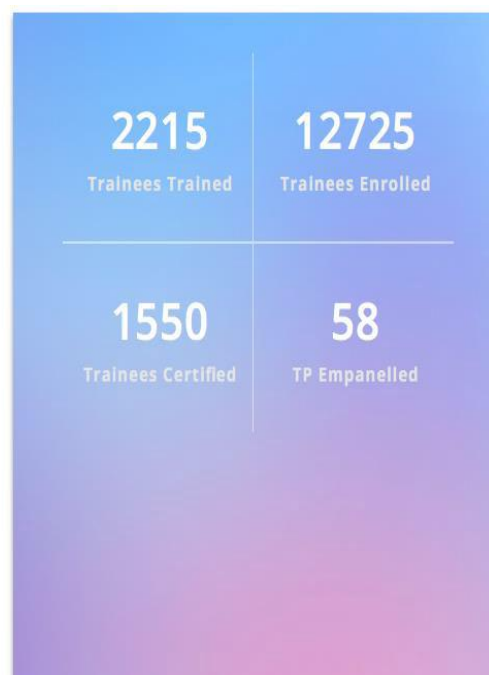 2215
Trainees Trained
12725
Trainees Enrolled
1550
Trainees Certified
58
TP Empanelled